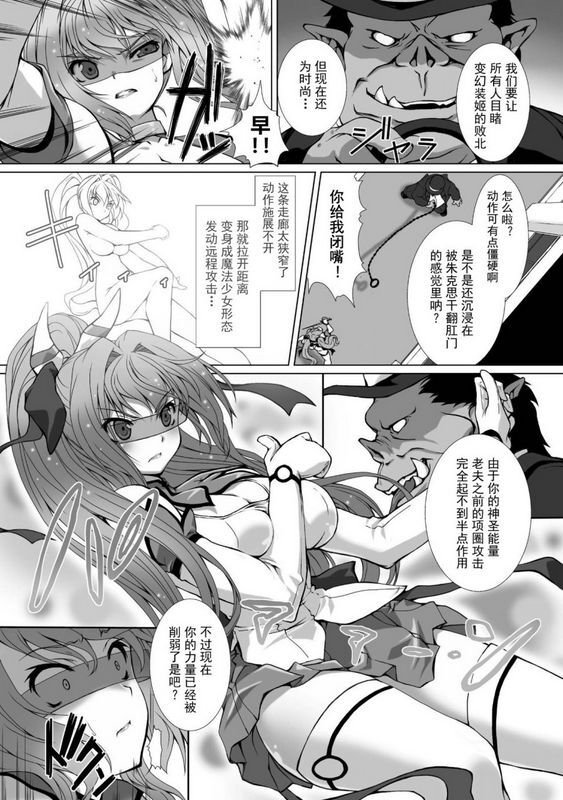 我们要让
所有人目睹
变幻装姬的败北
但现在还
为时尚…
早!!
ジャラ
怎么啦?
动作可有点僵硬啊
是不是还沉浸在
被朱克思干翻肛门
的感觉里呐?
你给我闭嘴!
这条走廊太狭窄了
动作施展不开
那就拉开距离
变身成魔法少女形态
发动远程攻击…
由于你的神圣能量
老夫之前的项圈攻击
完全起不到半点作用
不过现在
你的力量已经被
削弱了是吧?
ドクン